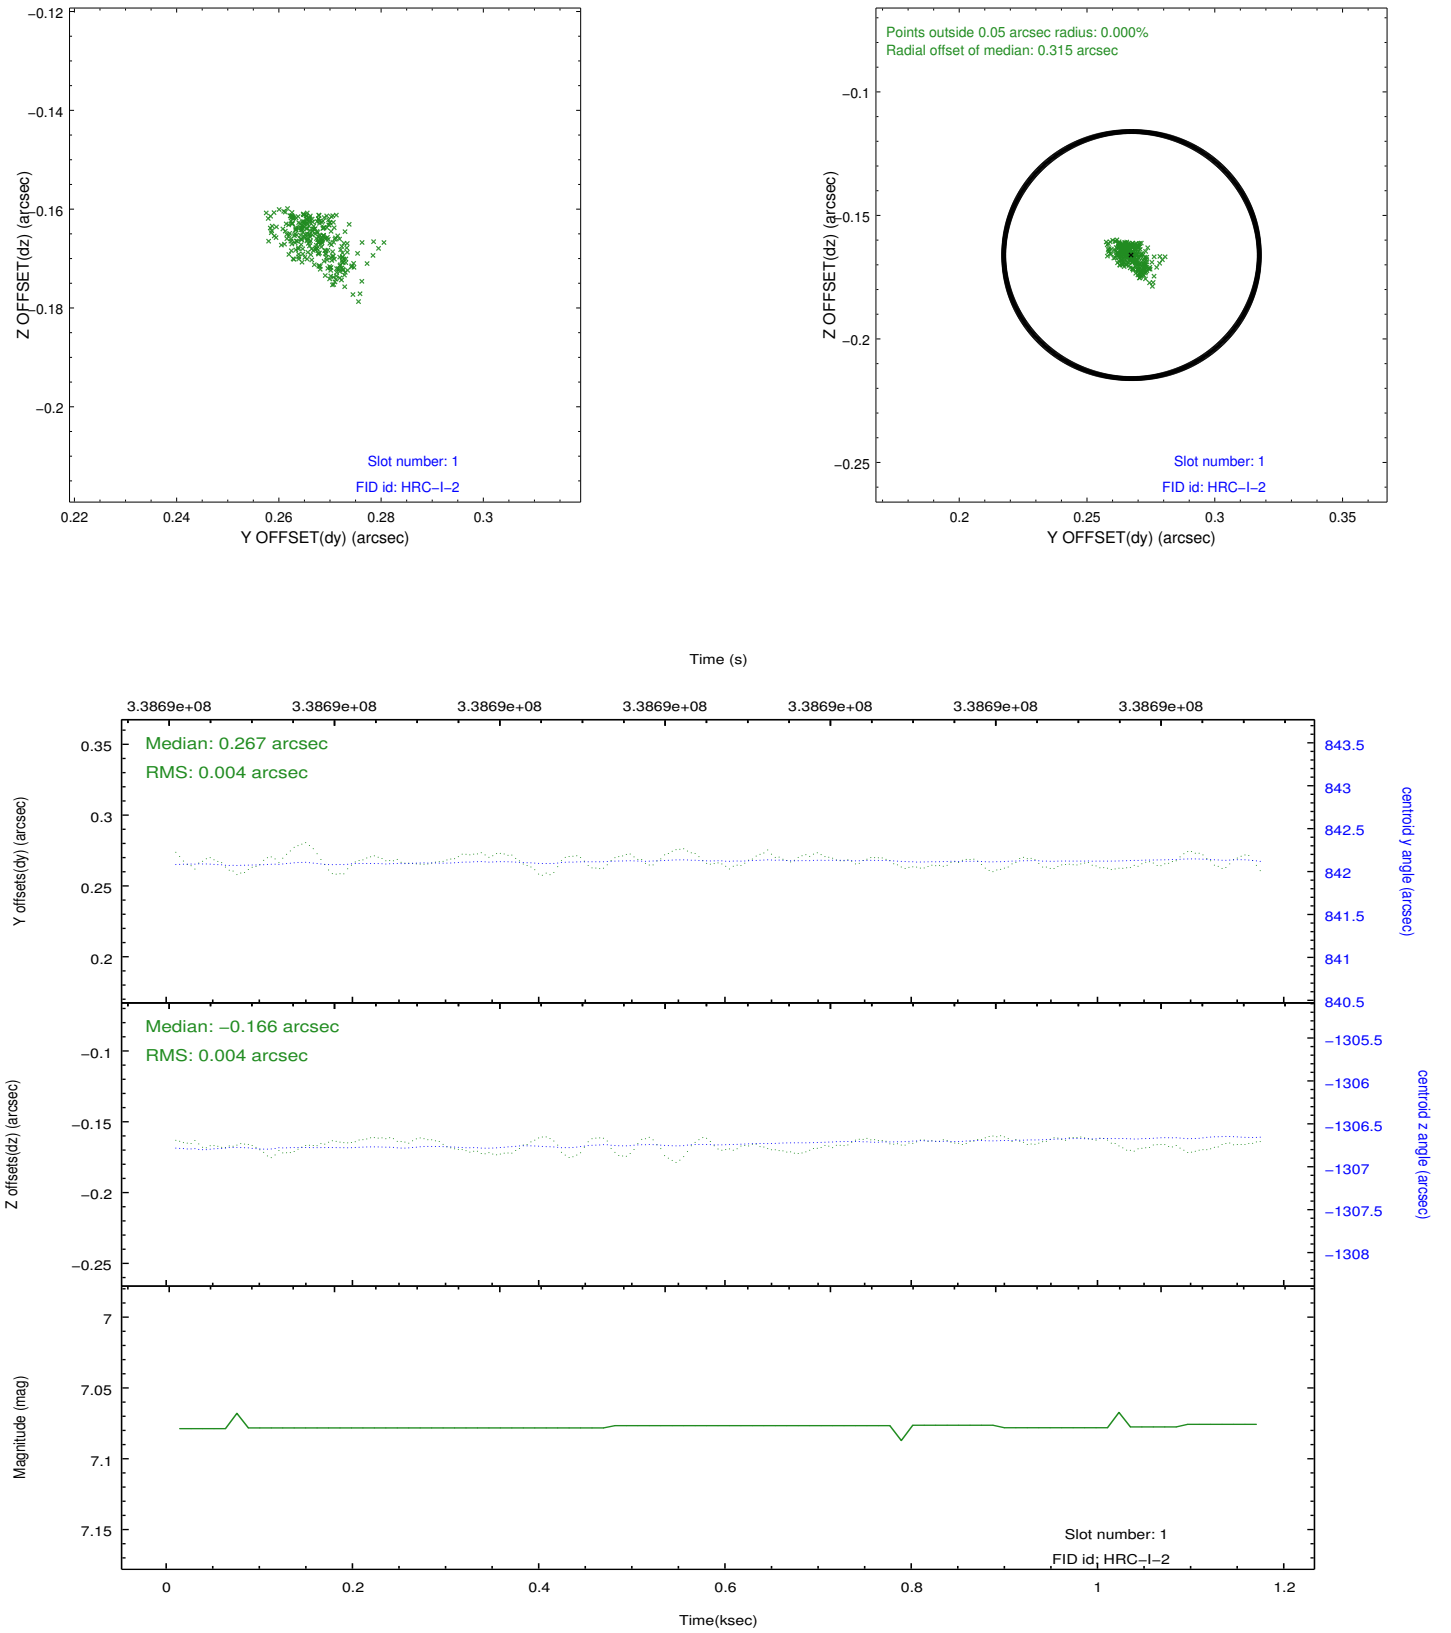 −0.12
−0.14
−0.16
−0.18
−0.2
Z OFFSET(dz) (arcsec)
Slot number: 1
FID id: HRC−I−2
0.22 0.24 0.26 0.28 0.3
Y OFFSET(dy) (arcsec)
Points outside 0.05 arcsec radius: 0.000%
Radial offset of median: 0.315 arcsec
−0.1
−0.15
−0.2
−0.25
Z OFFSET(dz) (arcsec)
Slot number: 1
FID id: HRC−I−2
0.2 0.25 0.3 0.35
Y OFFSET(dy) (arcsec)
Time (s)
3.3869e+08 3.3869e+08 3.3869e+08 3.3869e+08 3.3869e+08 3.3869e+08 3.3869e+08
Median: 0.267 arcsec
RMS: 0.004 arcsec
0.35
0.3
0.25
0.2
Y offsets(dy) (arcsec)
843.5
843
842.5
842
841.5
841
840.5
centroid y angle (arcsec)
Median: −0.166 arcsec
RMS: 0.004 arcsec
−0.1
−0.15
−0.2
−0.25
Z offsets(dz) (arcsec)
−1305.5
−1306
−1306.5
−1307
−1307.5
−1308
centroid z angle (arcsec)
7
7.05
7.1
7.15
Magnitude (mag)
Slot number: 1
FID id: HRC−I−2
0 0.2 0.4 0.6 0.8 1 1.2
Time(ksec)